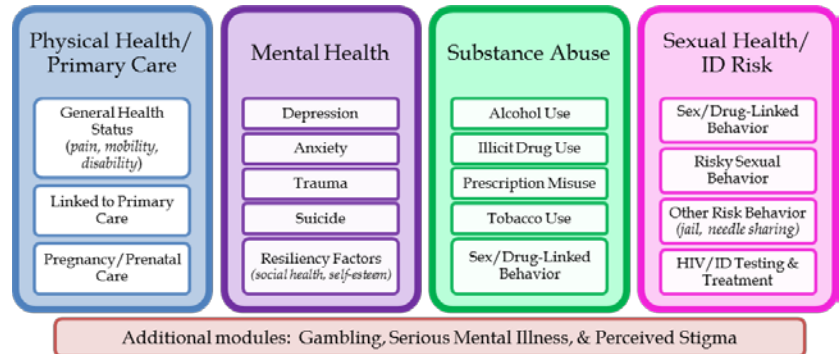 Physical Health/
Primary Care
General Health
Status
(pain, mobility,
disability)
Linked to Primary
Care
Pregnancy/Prenatal
Care
Mental Health
Depression
Anxiety
Trauma
Suicide
Resiliency Factors
(social health, self-esteem)
Substance Abuse
Alcohol Use
Illicit Drug Use
Prescription Misuse
Tobacco Use
Sex/Drug-Linked
Behavior
Sexual Health/
ID Risk
Sex/Drug-Linked
Behavior
Risky Sexual
Behavior
Other Risk Behavior
(jail, needle sharing)
HIV/ID Testing &
Treatment
Additional modules: Gambling, Serious Mental Illness, & Perceived Stigma